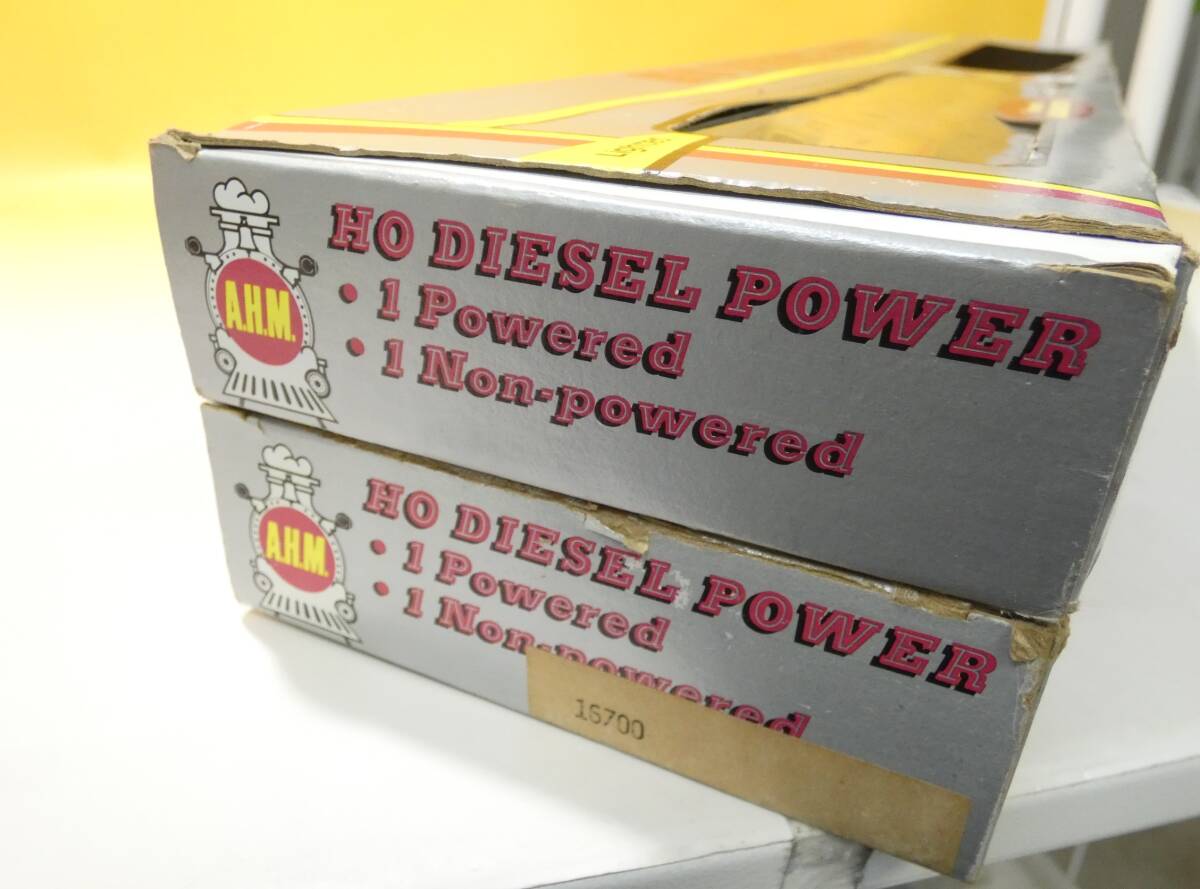 HO DIESEL POWER
• 1 Powered
• 1 Non-powered
A.H.M.
HO DIESEL POWER
• 1 Powered
• 1 Non-powered
A.H.M.
16700